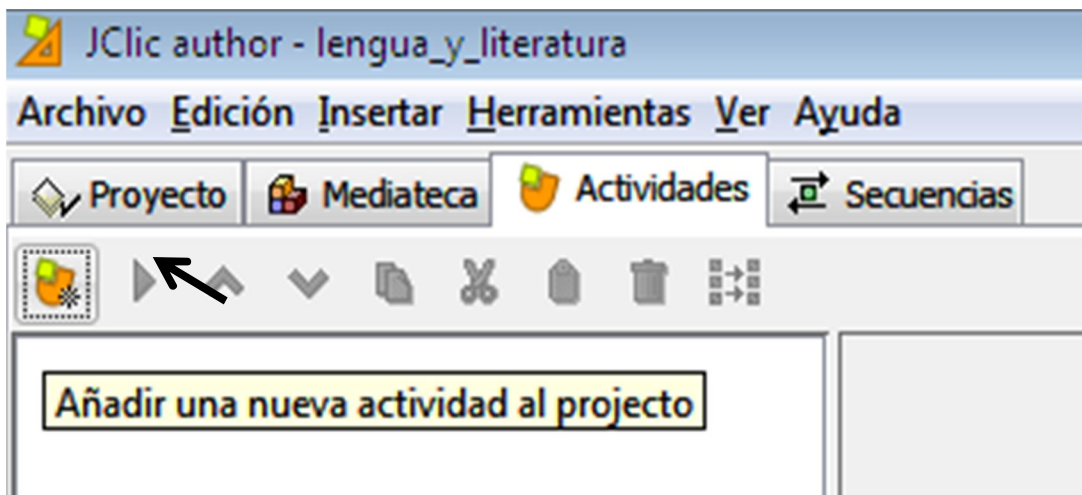 JClic author - lengua_y_literatura
Archivo Edición Insertar Herramientas Ver Ayuda
Proyecto Mediateca Actividades Secuencias
Añadir una nueva actividad al projecto